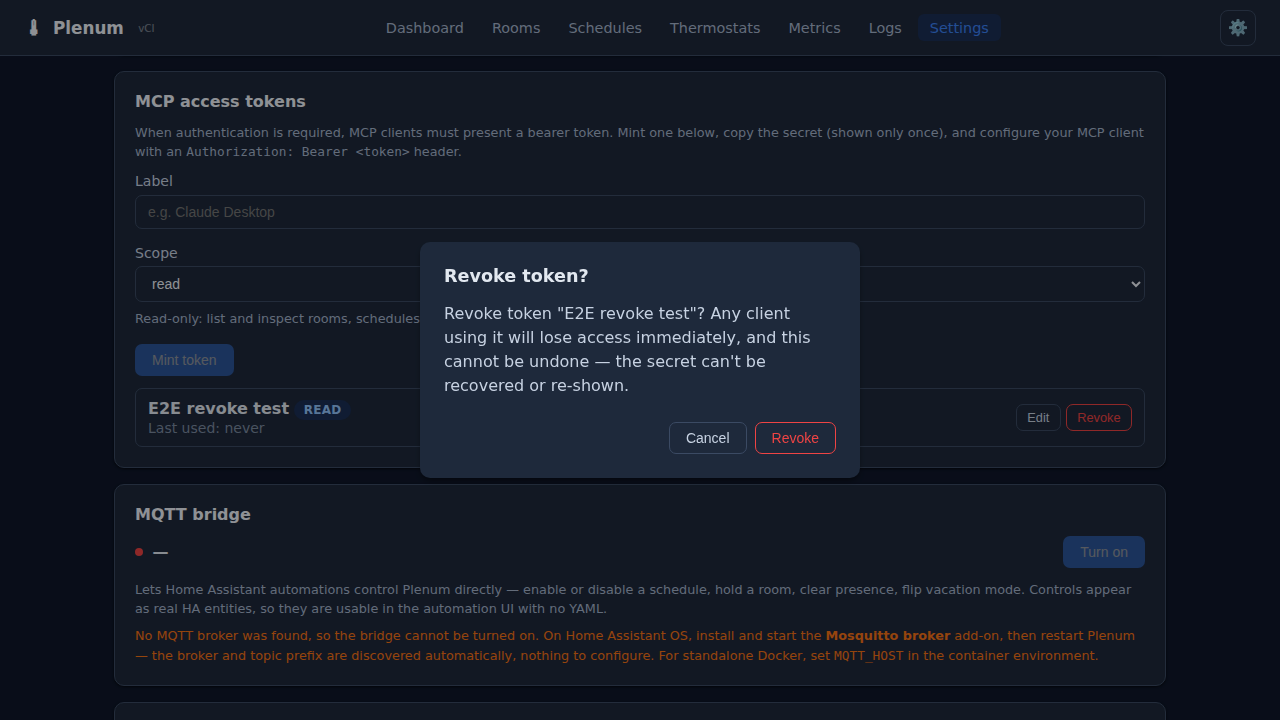 Plenum vCI
Dashboard Rooms Schedules Thermostats Metrics Logs Settings
MCP access tokens
When authentication is required, MCP clients must present a bearer token. Mint one below, copy the secret (shown only once), and configure your MCP client
with an Authorization: Bearer <token> header.
Label
e.g. Claude Desktop
Scope
read
Read-only: list and inspect rooms, schedules
Mint token
E2E revoke test READ
Last used: never
Edit Revoke
Revoke token?
Revoke token "E2E revoke test"? Any client
using it will lose access immediately, and this
cannot be undone — the secret can't be
recovered or re-shown.
Cancel Revoke
MQTT bridge
—
Turn on
Lets Home Assistant automations control Plenum directly — enable or disable a schedule, hold a room, clear presence, flip vacation mode. Controls appear
as real HA entities, so they are usable in the automation UI with no YAML.
No MQTT broker was found, so the bridge cannot be turned on. On Home Assistant OS, install and start the Mosquitto broker add-on, then restart Plenum
— the broker and topic prefix are discovered automatically, nothing to configure. For standalone Docker, set MQTT_HOST in the container environment.